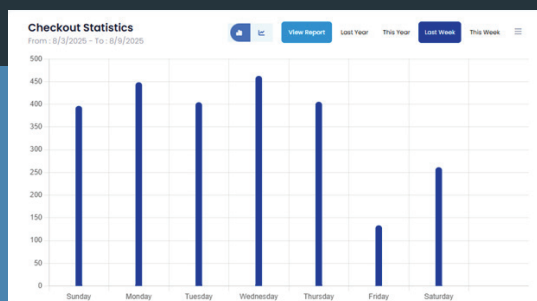 Checkout Statistics
From : 8/3/2025 - To : 8/9/2025
View Report Last Year This Year Last Week This Week
500
450
400
350
300
250
200
150
100
50
0
Sunday Monday Tuesday Wednesday Thursday Friday Saturday